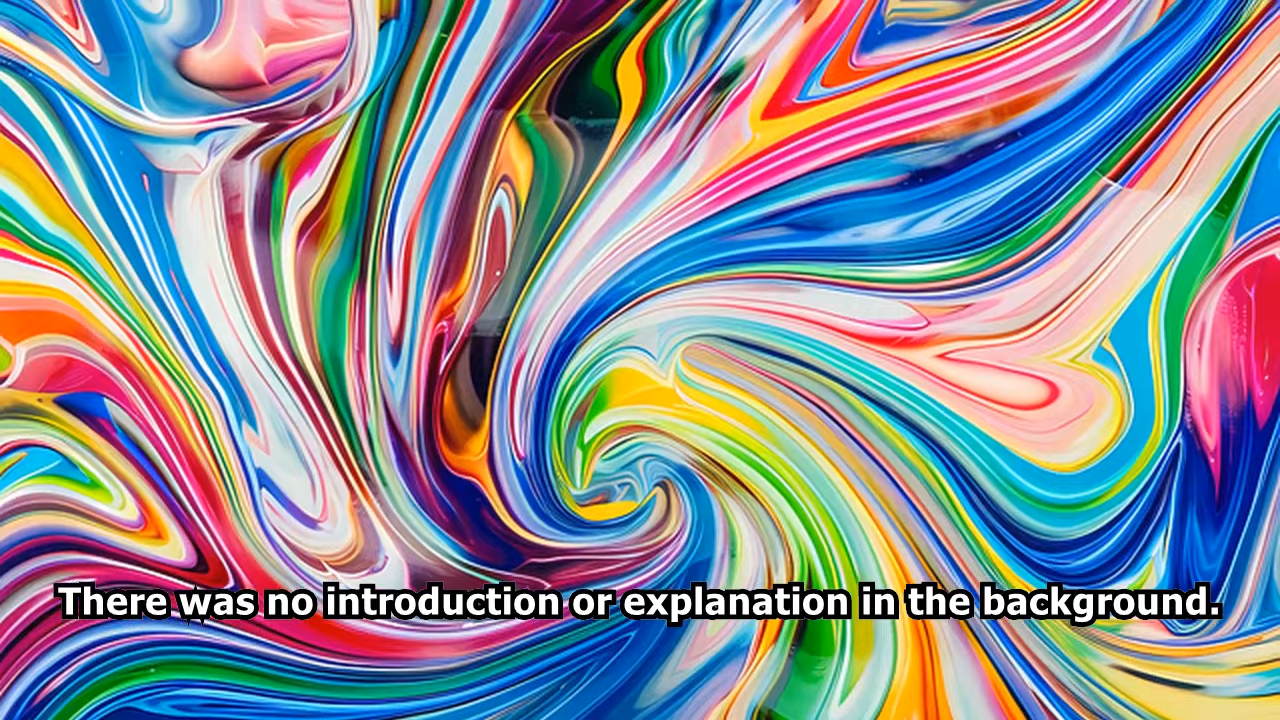 There was no introduction or explanation in the background.